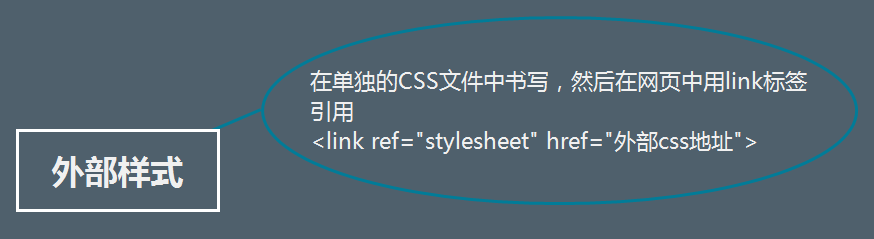 在单独的CSS文件中书写，然后在网页中用link标签
引用
<link ref="stylesheet" href="外部css地址">
外部样式